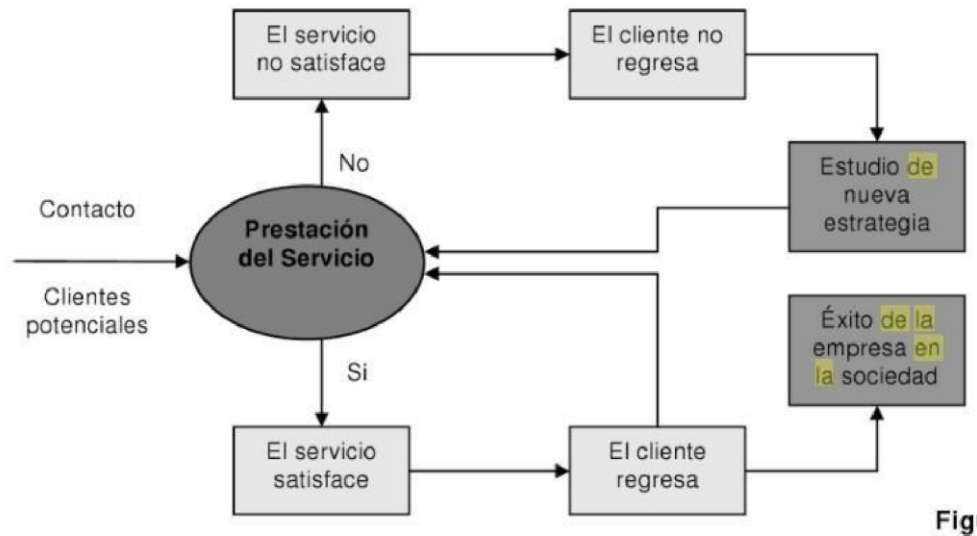 El servicio
no satisface
El cliente no
regresa
No
Estudio de
nueva
estrategia
Contacto
Prestación
del Servicio
Clientes
potenciales
Éxito de la
empresa en
la sociedad
Si
El servicio
satisface
El cliente
regresa
Fig